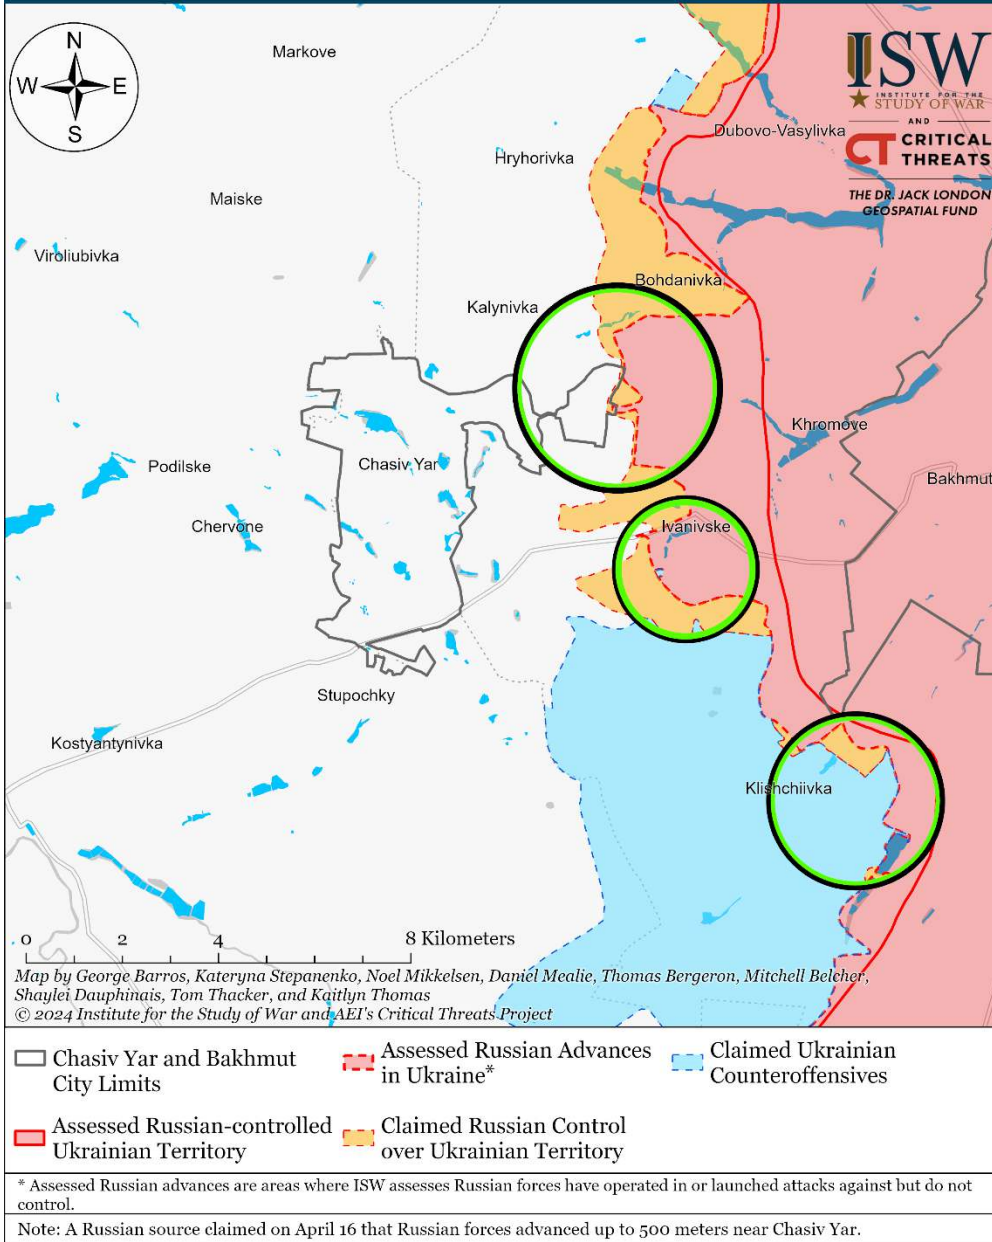 N
W
E
S
ISW
INSTITUTE FOR THE
STUDY OF WAR
AND
CT CRITICAL
THREATS
THE DR. JACK LONDON
GEOSPATIAL FUND
Markove
Dubovo-Vasylivka
Hryhorivka
Maiske
Viroliubivka
Bohdanivka
Kalynivka
Khromove
Podilske
Chasiv Yar
Bakhmut
Chervone
Ivanivske
Stupochky
Kostyantynivka
Klishchiivka
0 2 4 8 Kilometers
Map by George Barros, Kateryna Stepanenko, Noel Mikkelsen, Daniel Mealie, Thomas Bergeron, Mitchell Belcher,
Shaylei Dauphinais, Tom Thacker, and Kaitlyn Thomas
© 2024 Institute for the Study of War and AEI's Critical Threats Project
Chasiv Yar and Bakhmut
City Limits
Assessed Russian Advances
in Ukraine*
Claimed Ukrainian
Counteroffensives
Assessed Russian-controlled
Ukrainian Territory
Claimed Russian Control
over Ukrainian Territory
* Assessed Russian advances are areas where ISW assesses Russian forces have operated in or launched attacks against but do not
control.
Note: A Russian source claimed on April 16 that Russian forces advanced up to 500 meters near Chasiv Yar.